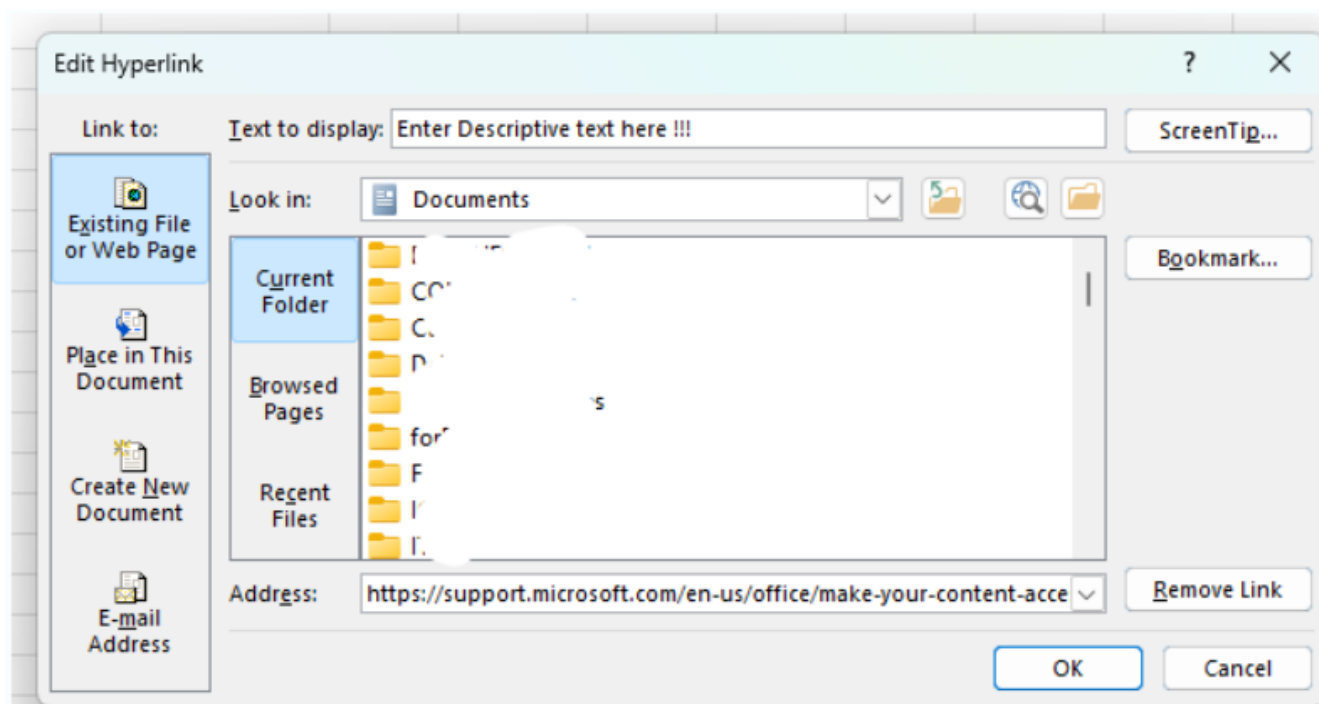 Edit Hyperlink ?
Link to:
Text to display: Enter Descriptive text here !!!
ScreenTip...
Existing File
or Web Page
Place in This
Document
Create New
Document
E-mail
Address
Look in: Documents
Current
Folder
Browsed
Pages
Recent
Files
Bookmark...
Address: https://support.microsoft.com/en-us/office/make-your-content-acce
Remove Link
OK
Cancel